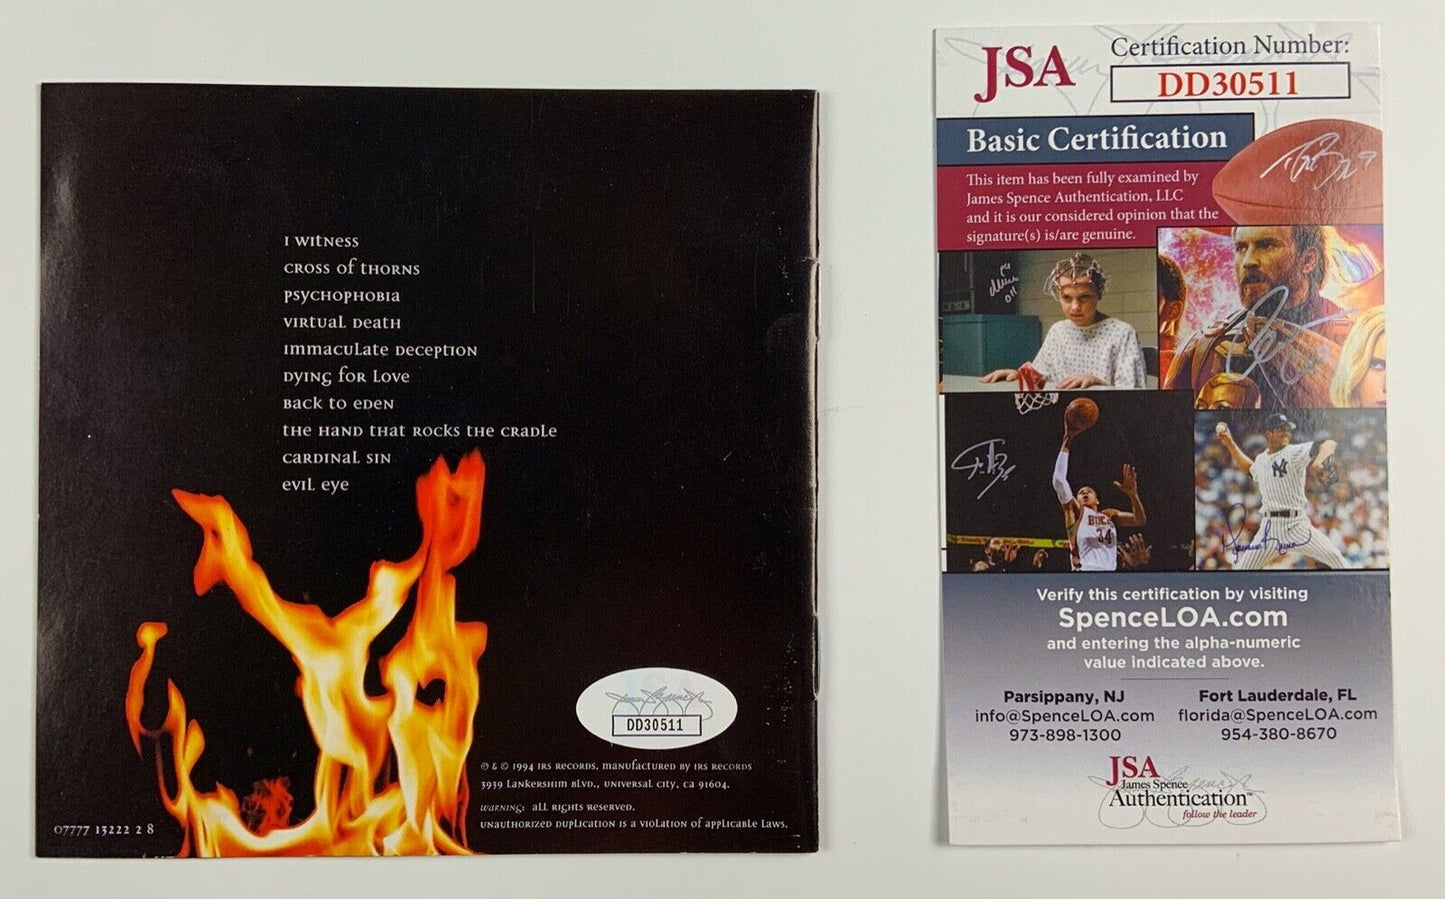 I WITNESS
CROSS OF THORNS
PSYCHOPHOBIA
VIRTUAL DEATH
IMMACULATE DECEPTION
DYING FOR LOVE
BACK TO EDEN
THE HAND THAT ROCKS THE CRADLE
CARDINAL SIN
EVIL EYE
JSA
DD30511
℗ & © 1994 IRS RECORDS. MANUFACTURED BY IRS RECORDS
3939 LANKERSHIM BLVD., UNIVERSAL CITY, CA 91604.
WARNING: ALL RIGHTS RESERVED.
UNAUTHORIZED DUPLICATION IS A VIOLATION OF APPLICABLE LAWS.
07777 13222 2 8
JSA
Certification Number:
DD30511
Basic Certification
This item has been fully examined by
James Spence Authentication, LLC
and it is our considered opinion that the
signature(s) is/are genuine.
BUCKS
34
NY
Verify this certification by visiting
SpenceLOA.com
and entering the alpha-numeric
value indicated above.
Parsippany, NJ
info@SpenceLOA.com
973-898-1300
Fort Lauderdale, FL
florida@SpenceLOA.com
954-380-8670
JSA
James Spence
Authentication™
follow the leader